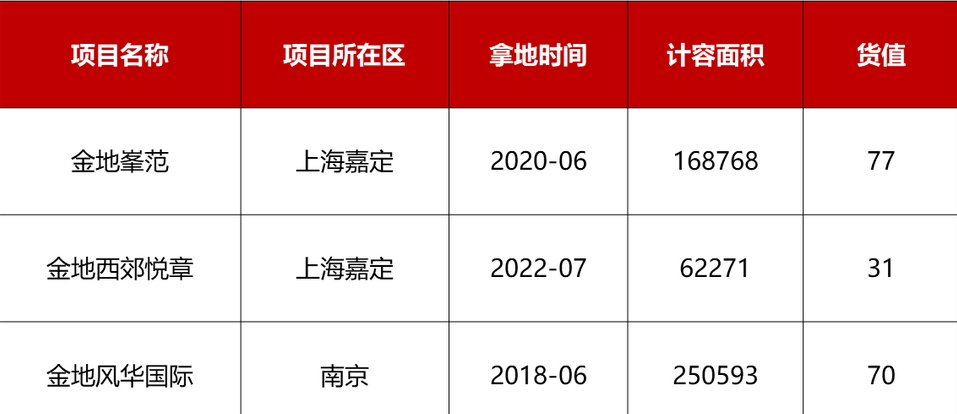 项目名称 项目所在区 拿地时间 计容面积 货值
金地峯范 上海嘉定 2020-06 168768 77
金地西郊悦章 上海嘉定 2022-07 62271 31
金地风华国际 南京 2018-06 250593 70